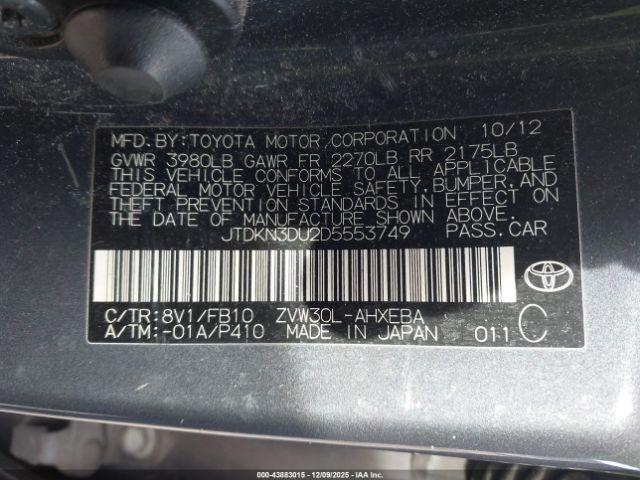 MFD. BY: TOYOTA MOTOR CORPORATION 10/12
GVWR 3980LB GAWR FR 2270LB RR 2175LB
THIS VEHICLE CONFORMS TO ALL APPLICABLE
FEDERAL MOTOR VEHICLE SAFETY, BUMPER, AND
THEFT PREVENTION STANDARDS IN EFFECT ON
THE DATE OF MANUFACTURE SHOWN ABOVE.
JTDKN3DU2D5553749 PASS. CAR
C/TR: 8V1/FB10 ZVW30L-AHXEBA
A/TM: -01A/P410 MADE IN JAPAN 011 C
000-43883015 12/09/2025 - IAA Inc.